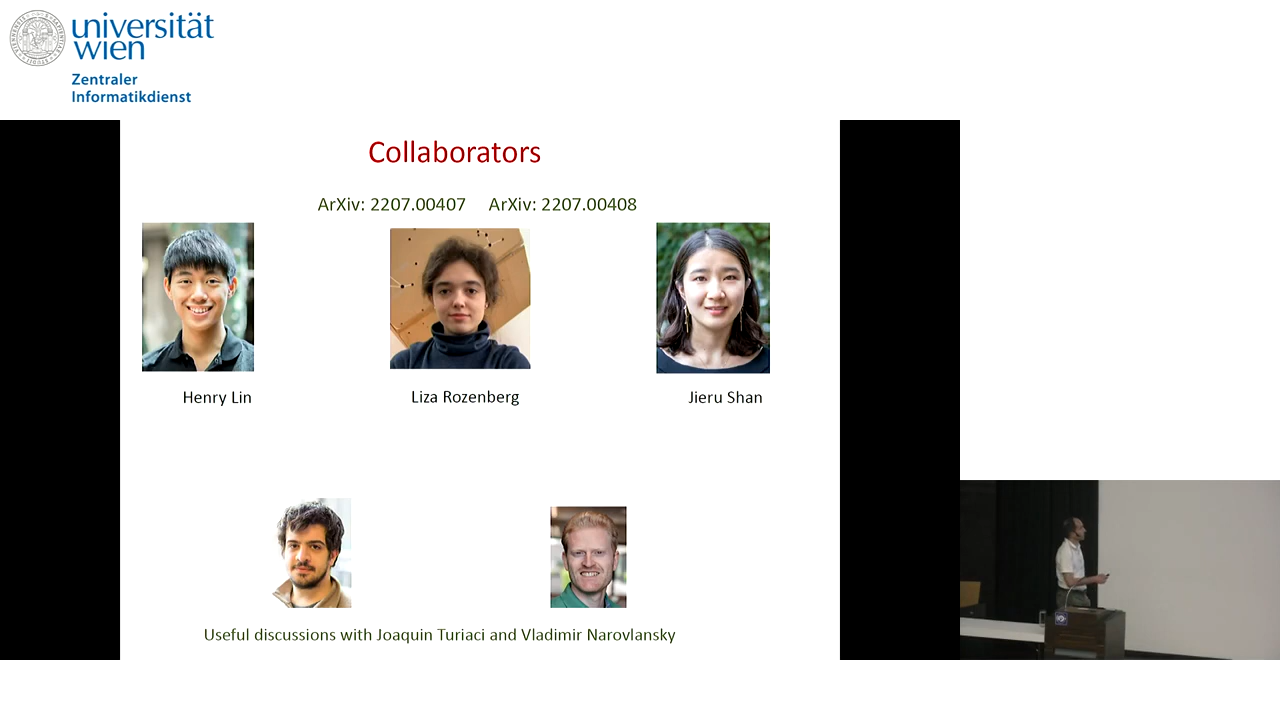 universität
wien
Zentraler
Informatikdienst
Collaborators
ArXiv: 2207.00407 ArXiv: 2207.00408
Henry Lin
Liza Rozenberg
Jieru Shan
Useful discussions with Joaquin Turiaci and Vladimir Narovlansky